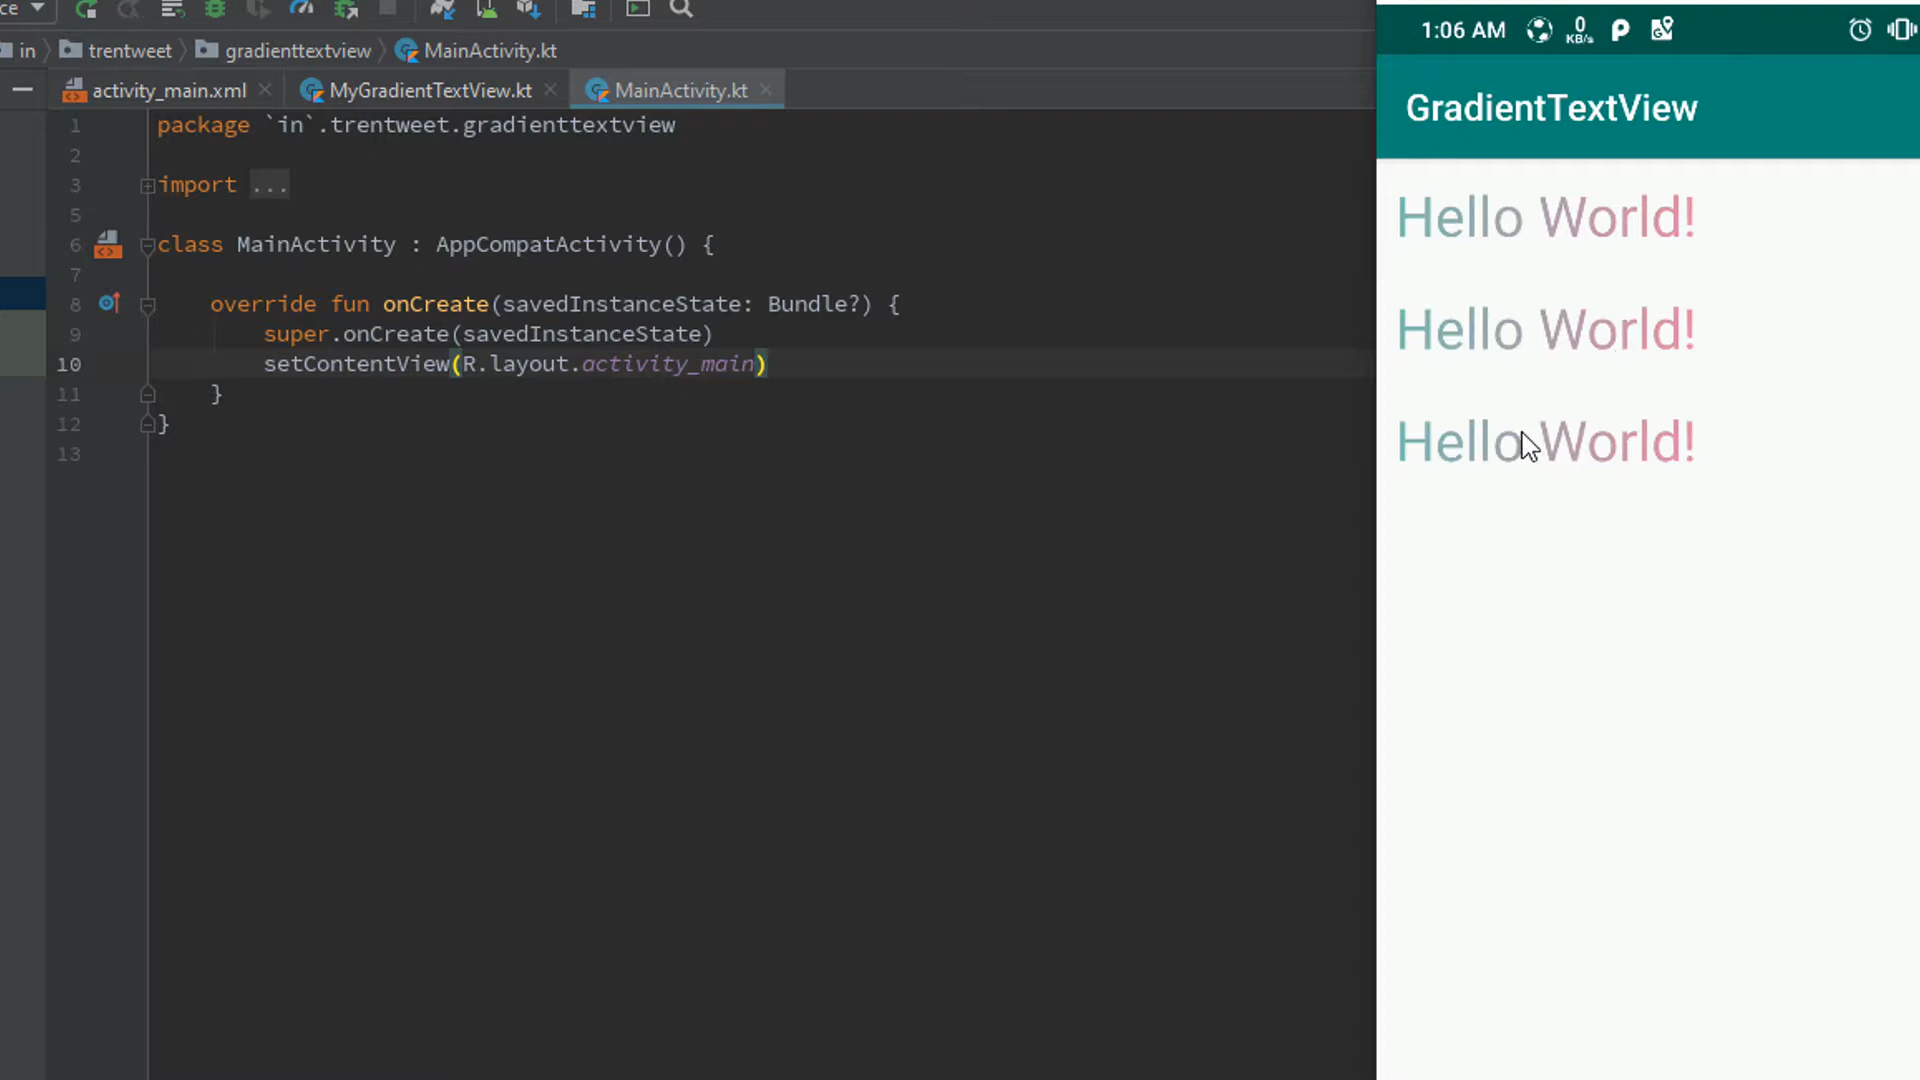 ce
in trentweet gradienttextview MainActivity.kt
activity_main.xml MyGradientTextView.kt MainActivity.kt
1 package `in`.trentweet.gradienttextview
2
3 import ...
5
6 class MainActivity : AppCompatActivity() {
7
8 override fun onCreate(savedInstanceState: Bundle?) {
9 super.onCreate(savedInstanceState)
10 setContentView(R.layout.activity_main)
11 }
12 }
13
1:06 AM 0 KB/s
GradientTextView
Hello World!
Hello World!
Hello World!